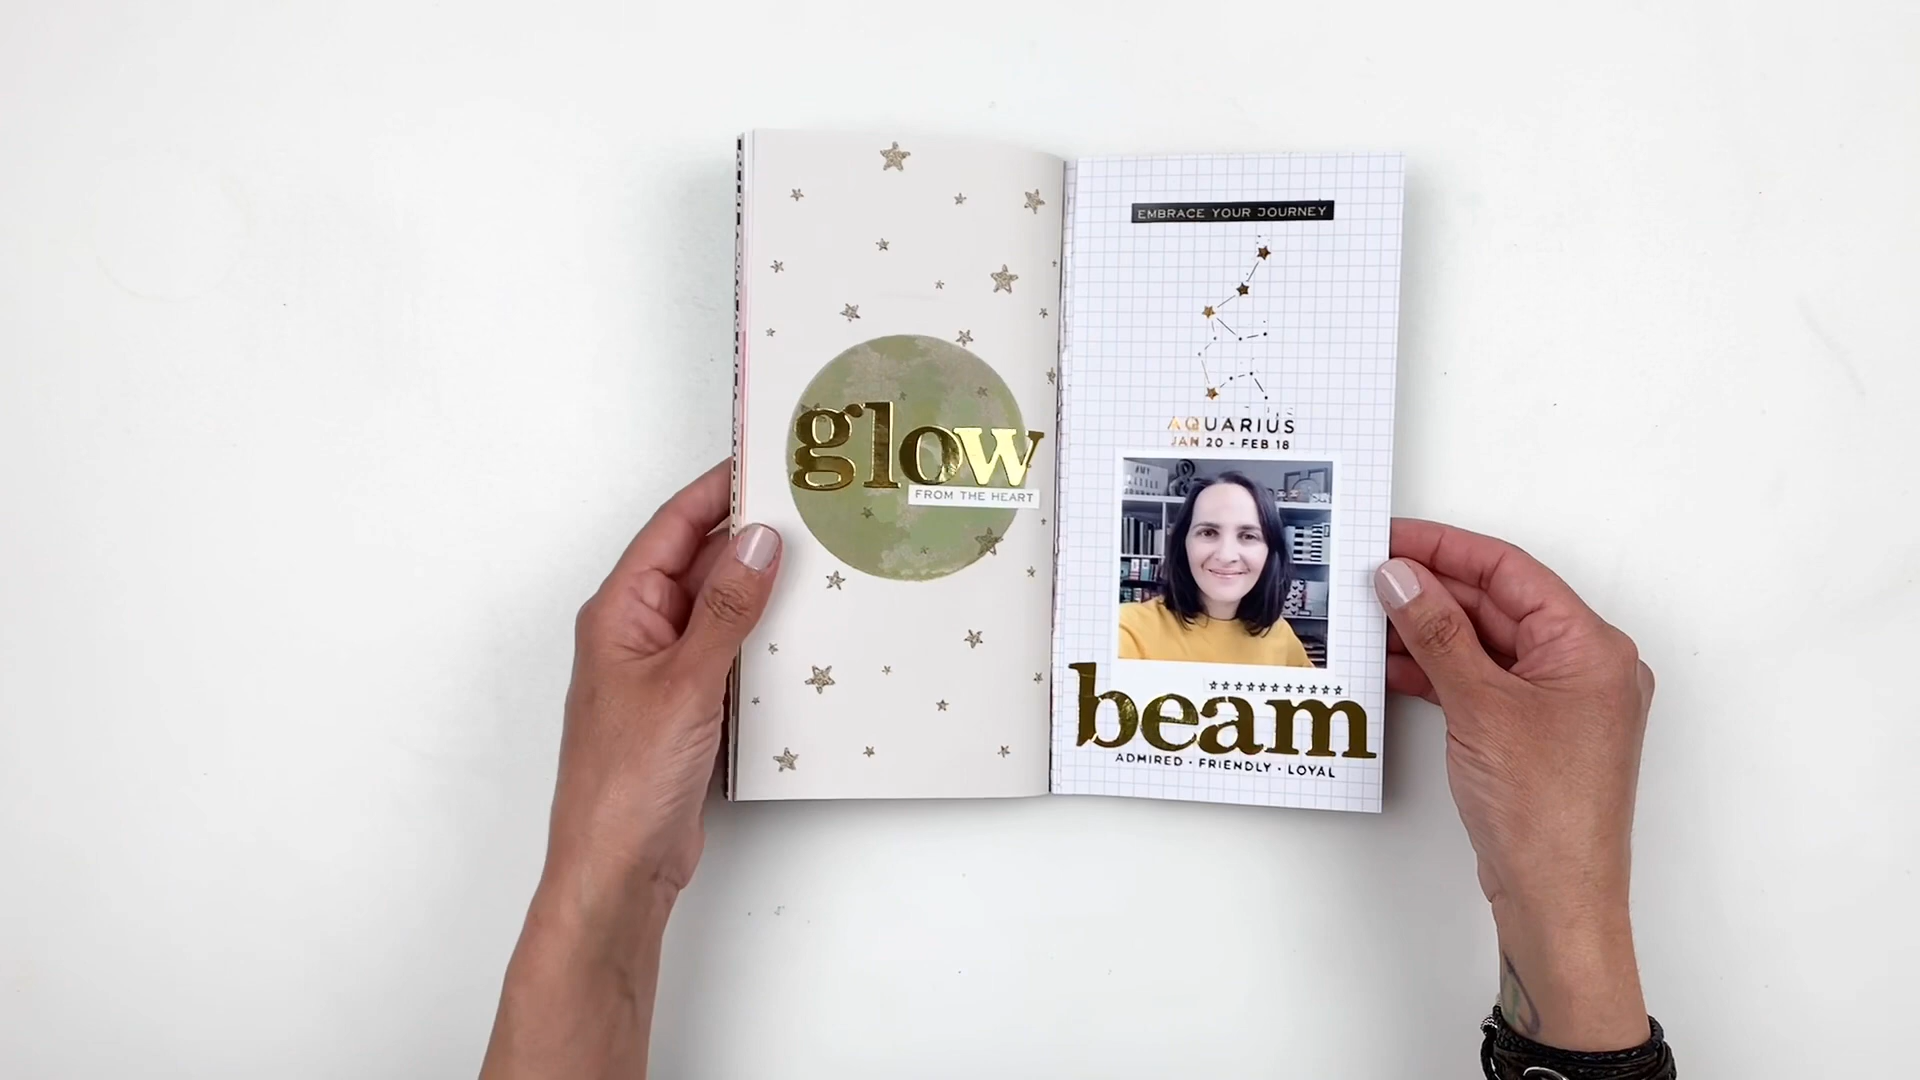 glow
FROM THE HEART
EMBRACE YOUR JOURNEY
AQUARIUS
JAN 20 - FEB 18
beam
ADMIRED · FRIENDLY · LOYAL